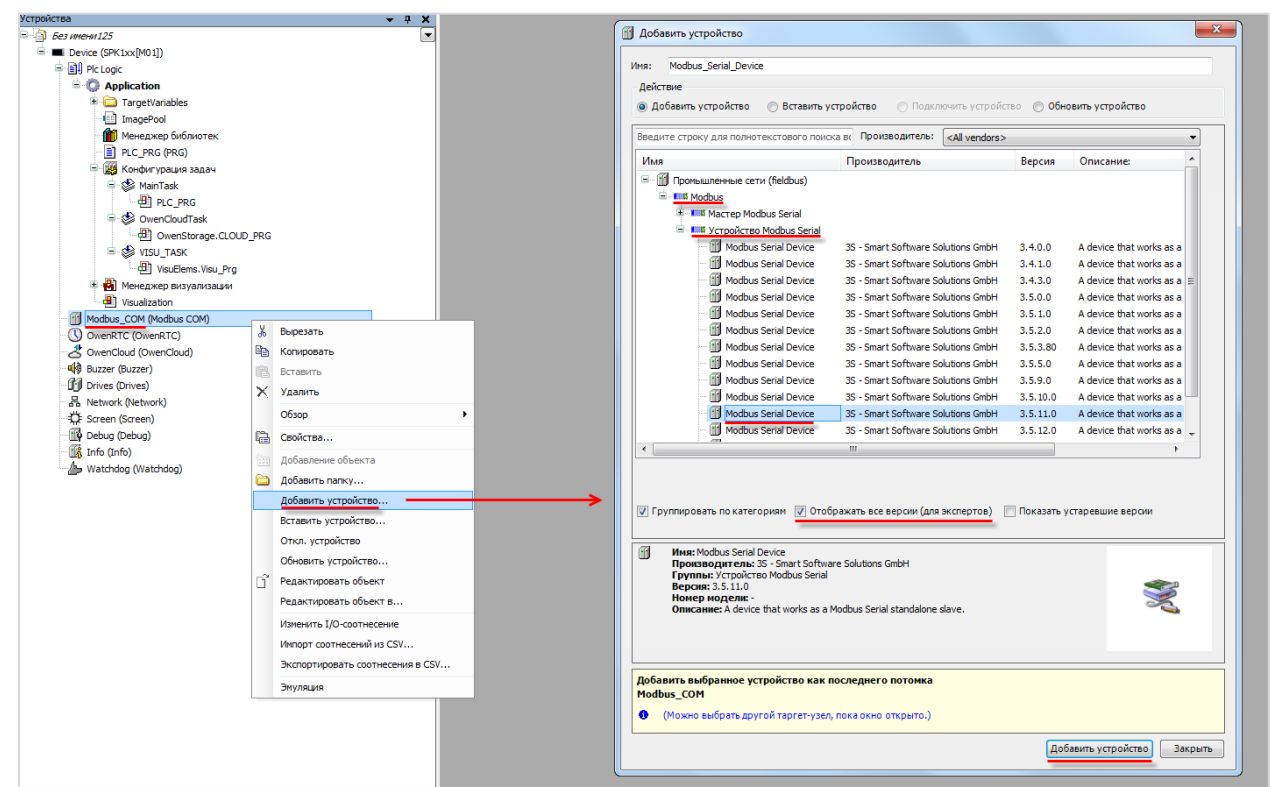 Устройства
Без имени125
Device (SPK1xx[M01])
Plc Logic
Application
TargetVariables
ImagePool
Менеджер библиотек
PLC_PRG (PRG)
Конфигурация задач
MainTask
PLC_PRG
OwenCloudTask
OwenStorage.CLOUD_PRG
VISU_TASK
VisuElems.Visu_Prg
Менеджер визуализации
Visualization
Modbus_COM (Modbus COM)
OwenRTC (OwenRTC)
OwenCloud (OwenCloud)
Buzzer (Buzzer)
Drives (Drives)
Network (Network)
Screen (Screen)
Debug (Debug)
Info (Info)
Watchdog (Watchdog)
Вырезать
Копировать
Вставить
Удалить
Обзор
Свойства...
Добавление объекта
Добавить папку...
Добавить устройство...
Вставить устройство...
Откл. устройство
Обновить устройство...
Редактировать объект
Редактировать объект в...
Изменить I/O-соотнесение
Импорт соотнесений из CSV...
Экспортировать соотнесения в CSV...
Эмуляция
Добавить устройство
Имя: Modbus_Serial_Device
Действие
Добавить устройство Вставить устройство Подключить устройство Обновить устройство
Введите строку для полнотекстового поиска вс Производитель: <All vendors>
Имя Производитель Версия Описание:
Промышленные сети (fieldbus)
Modbus
Мастер Modbus Serial
Устройство Modbus Serial
Modbus Serial Device 3S - Smart Software Solutions GmbH 3.4.0.0 A device that works as a
Modbus Serial Device 3S - Smart Software Solutions GmbH 3.4.1.0 A device that works as a
Modbus Serial Device 3S - Smart Software Solutions GmbH 3.4.3.0 A device that works as a
Modbus Serial Device 3S - Smart Software Solutions GmbH 3.5.0.0 A device that works as a
Modbus Serial Device 3S - Smart Software Solutions GmbH 3.5.1.0 A device that works as a
Modbus Serial Device 3S - Smart Software Solutions GmbH 3.5.2.0 A device that works as a
Modbus Serial Device 3S - Smart Software Solutions GmbH 3.5.3.80 A device that works as a
Modbus Serial Device 3S - Smart Software Solutions GmbH 3.5.5.0 A device that works as a
Modbus Serial Device 3S - Smart Software Solutions GmbH 3.5.9.0 A device that works as a
Modbus Serial Device 3S - Smart Software Solutions GmbH 3.5.10.0 A device that works as a
Modbus Serial Device 3S - Smart Software Solutions GmbH 3.5.11.0 A device that works as a
Modbus Serial Device 3S - Smart Software Solutions GmbH 3.5.12.0 A device that works as a
Группировать по категориям Отображать все версии (для экспертов) Показать устаревшие версии
Имя: Modbus Serial Device
Производитель: 3S - Smart Software Solutions GmbH
Группы: Устройство Modbus Serial
Версия: 3.5.11.0
Номер модели: -
Описание: A device that works as a Modbus Serial standalone slave.
Добавить выбранное устройство как последнего потомка
Modbus_COM
(Можно выбрать другой таргет-узел, пока окно открыто.)
Добавить устройство Закрыть